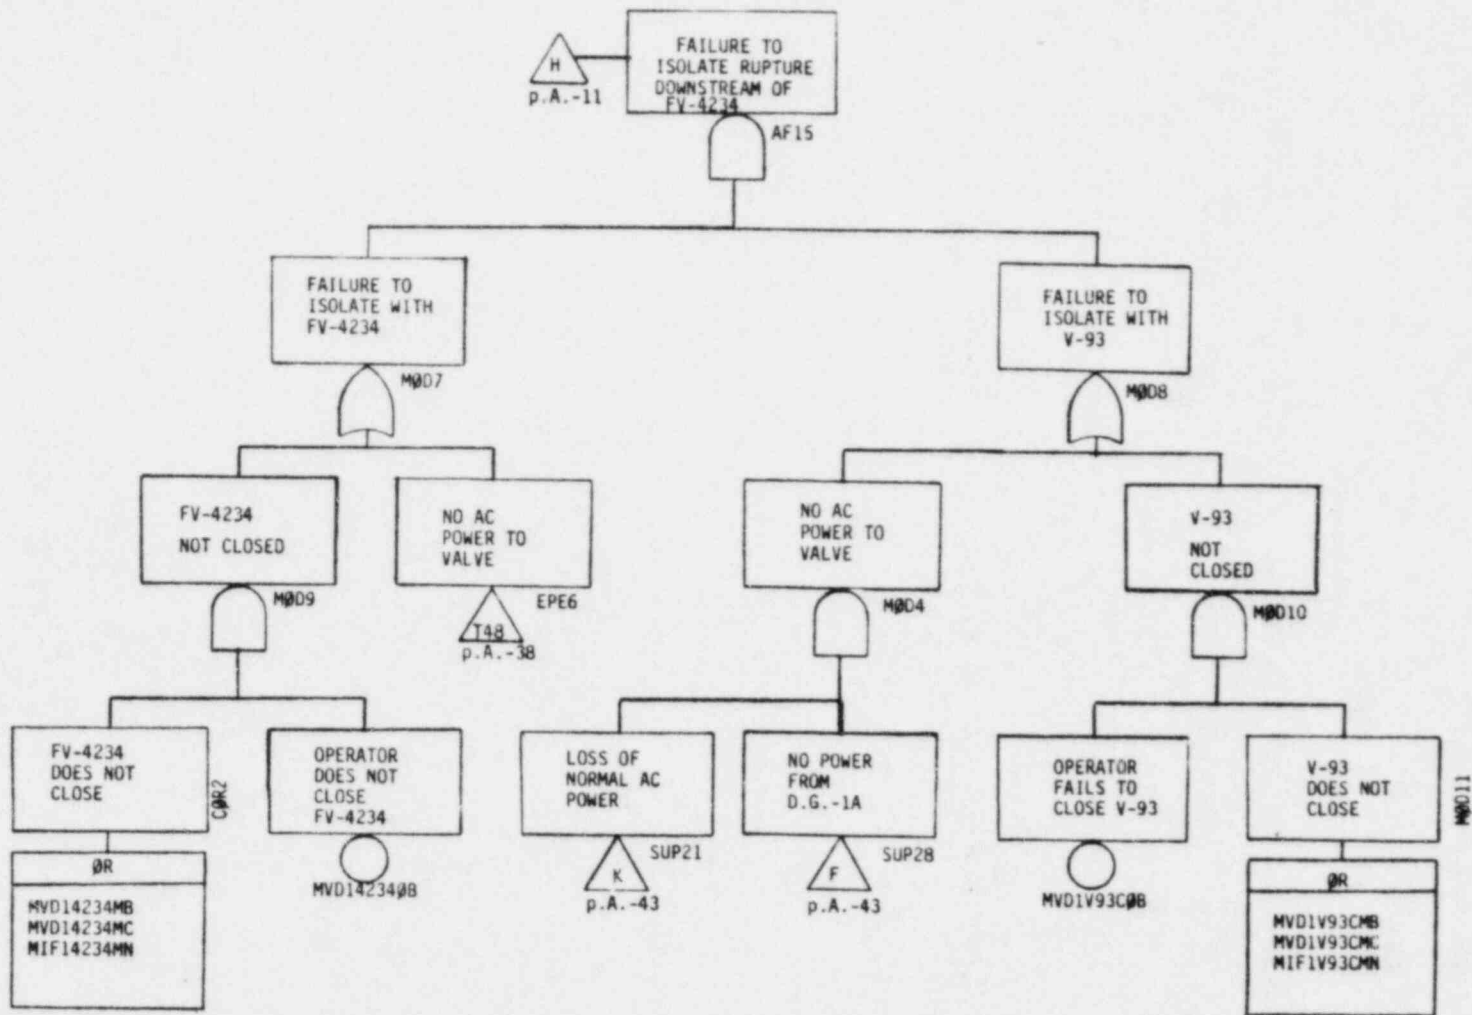 FAILURE TO
ISOLATE RUPTURE
DOWNSTREAM OF
FV-4234
H
p.A.-11
AF15
FAILURE TO
ISOLATE WITH
FV-4234
MØD7
FAILURE TO
ISOLATE WITH
V-93
MØD8
FV-4234
NOT CLOSED
MØD9
NO AC
POWER TO
VALVE
EPE6
T48
p.A.-38
NO AC
POWER TO
VALVE
MØD4
V-93
NOT
CLOSED
MØD10
FV-4234
DOES NOT
CLOSE
CØR2
ØR
MVD14234MB
MVD14234MC
MIF14234MN
OPERATOR
DOES NOT
CLOSE
FV-4234
MVD14234ØB
LOSS OF
NORMAL AC
POWER
SUP21
K
p.A.-43
NO POWER
FROM
D.G.-1A
SUP28
F
p.A.-43
OPERATOR
FAILS TO
CLOSE V-93
MVD1V93CØB
V-93
DOES NOT
CLOSE
MØD11
ØR
MVD1V93CMB
MVD1V93CMC
MIF1V93CMN